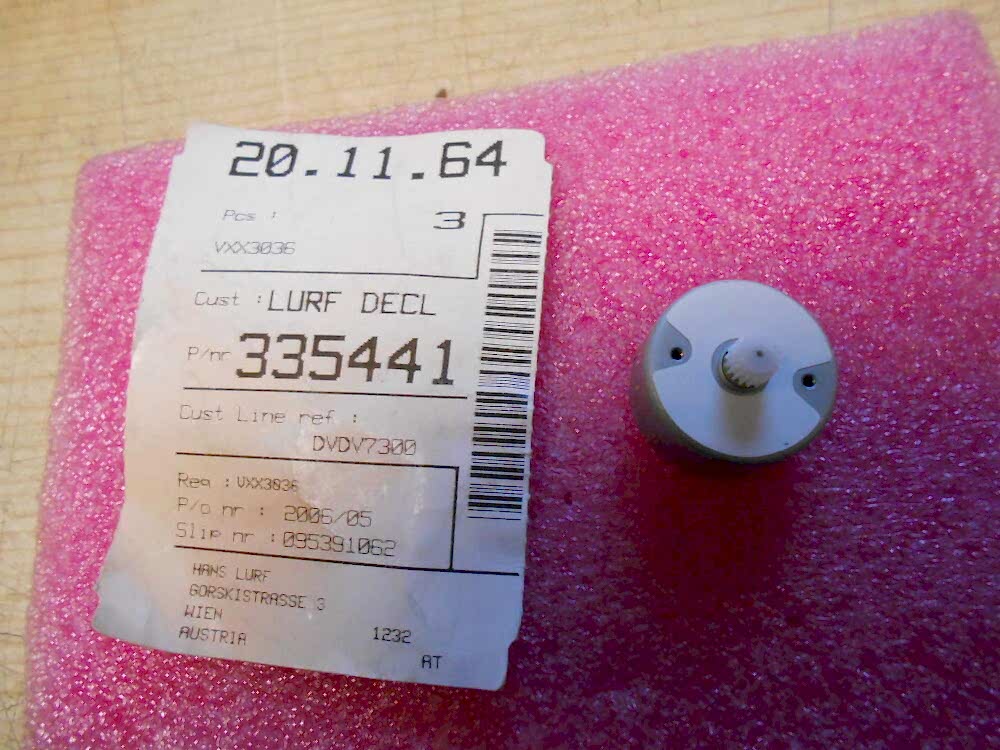 20.11.64
Pcs : 3
VXX3036
Cust : LURF DECL
P/nr 335441
Cust Line ref :
DVDV7300
Req : VXX3036
P/o nr : 2006/05
Slip nr : 095391062
HANS LURF
GORSKISTRASSE 3
WIEN
AUSTRIA 1232
AT